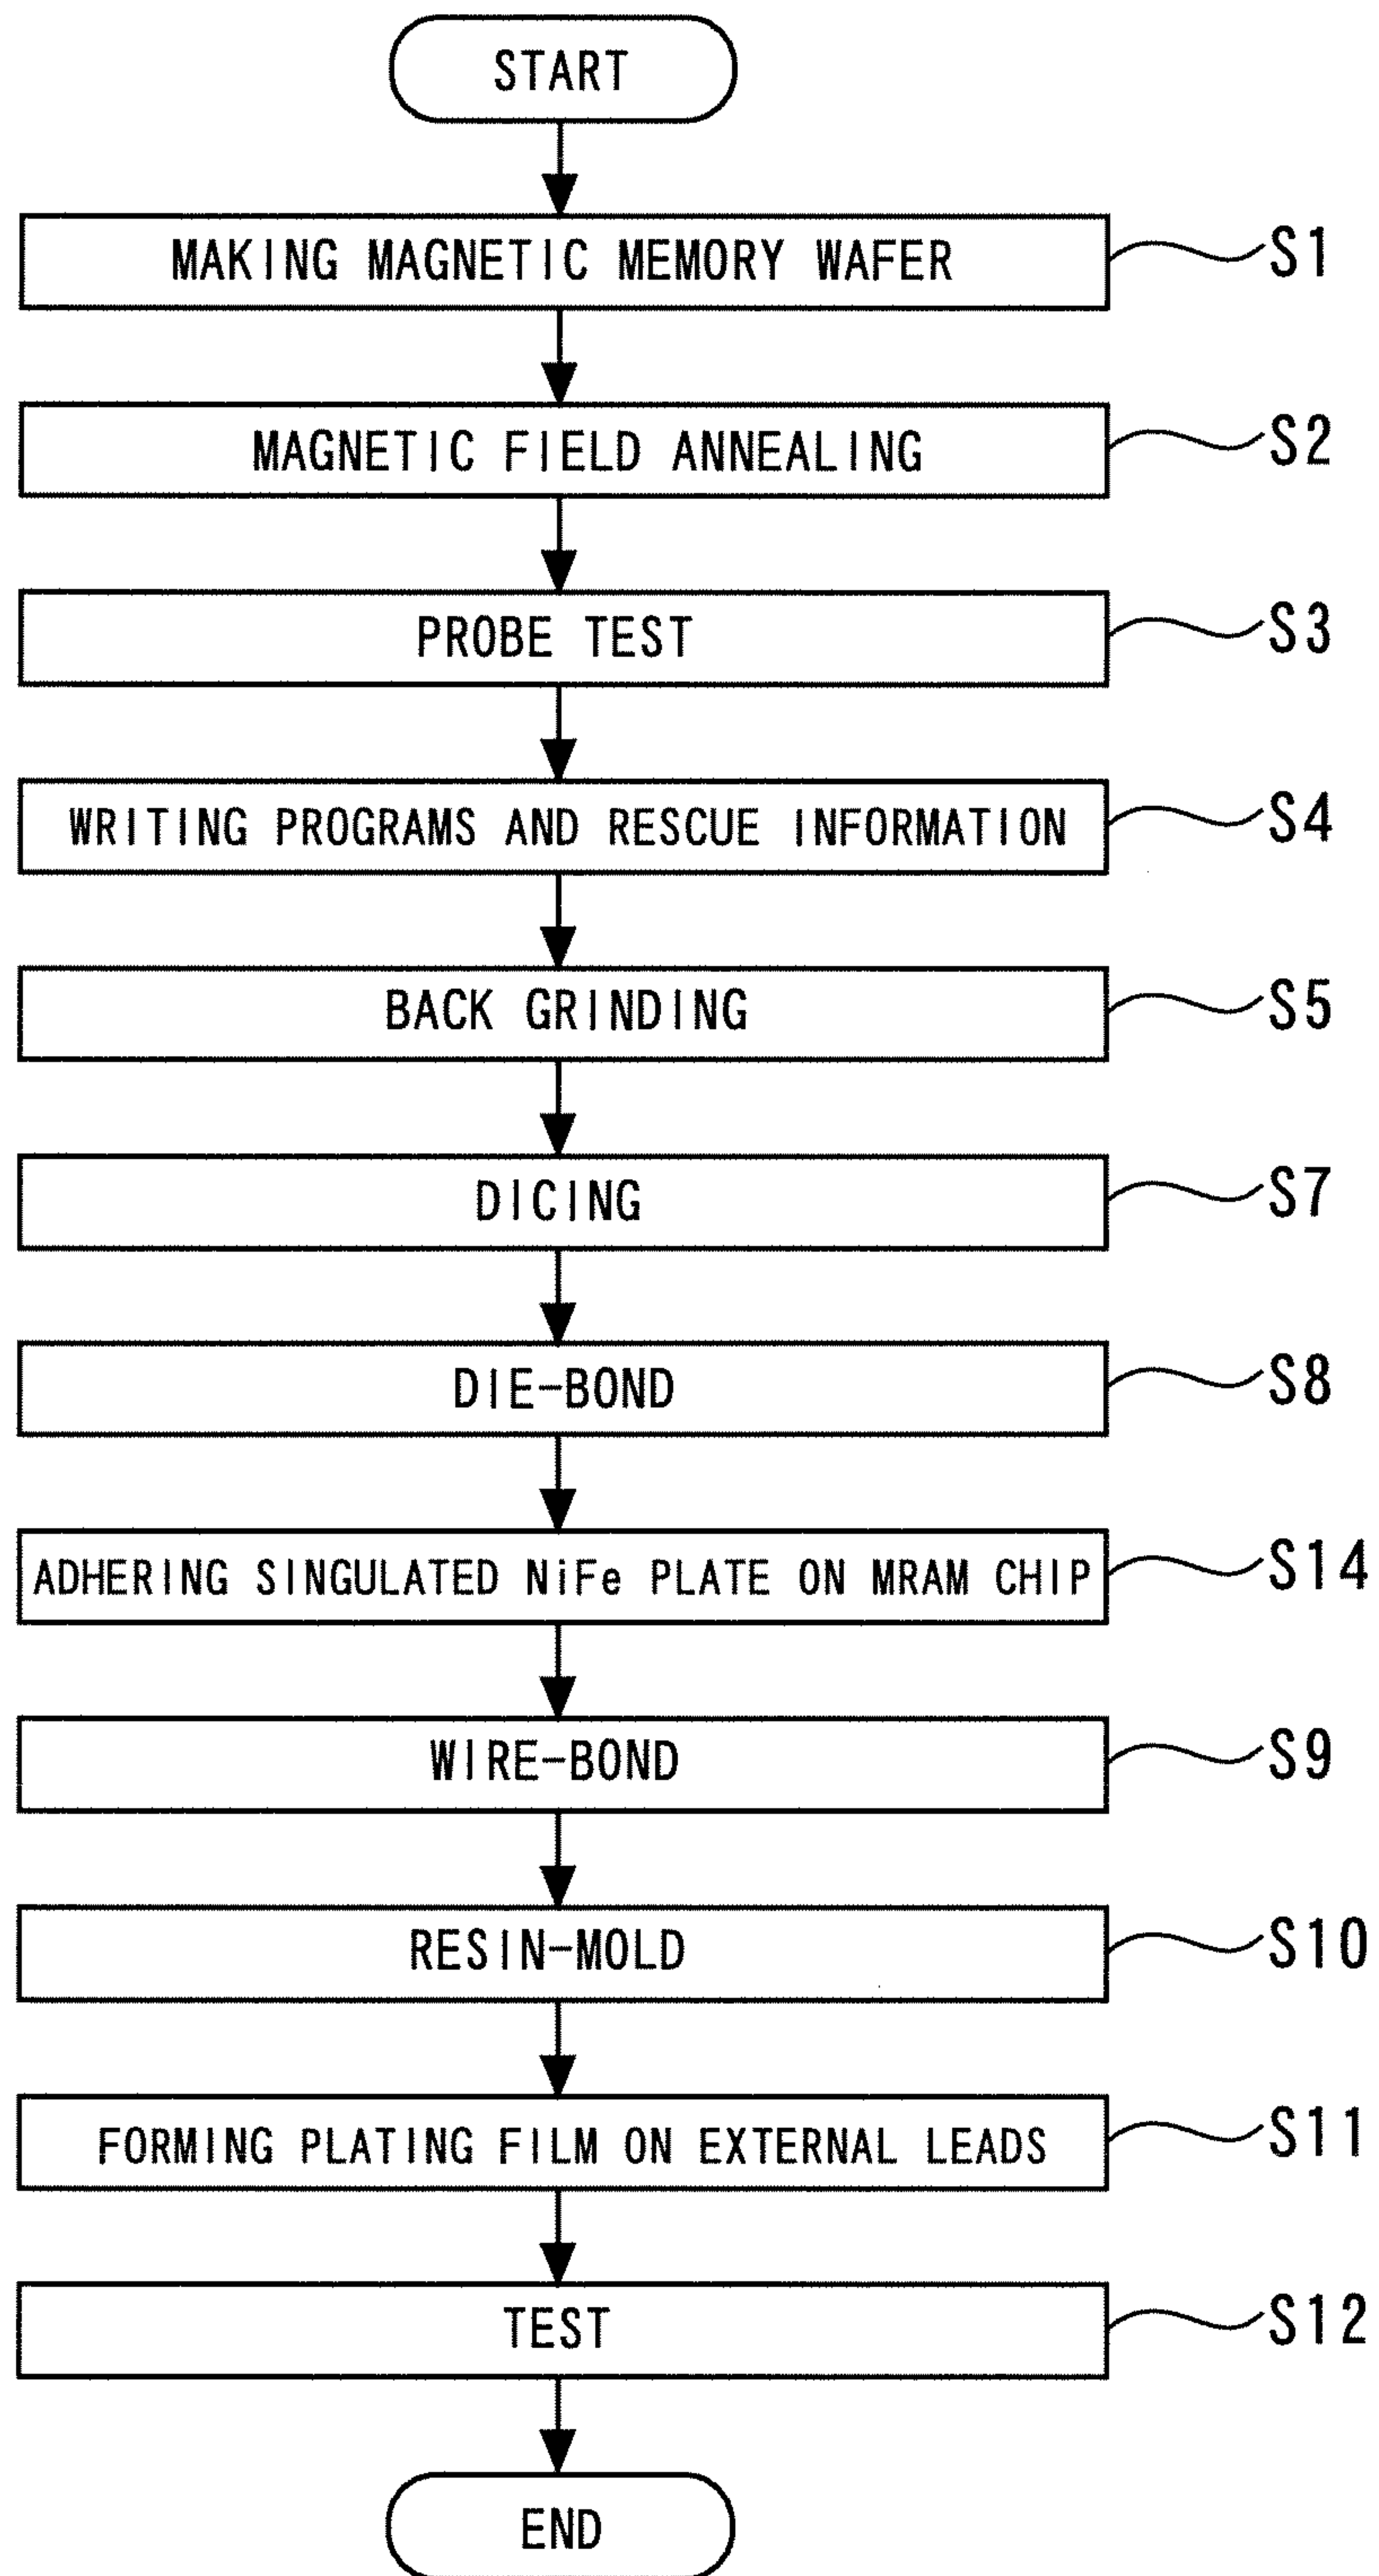 START
MAKING MAGNETIC MEMORY WAFER S1
MAGNETIC FIELD ANNEALING S2
PROBE TEST S3
WRITING PROGRAMS AND RESCUE INFORMATION S4
BACK GRINDING S5
DICING S7
DIE-BOND S8
ADHERING SINGULATED NiFe PLATE ON MRAM CHIP S14
WIRE-BOND S9
RESIN-MOLD S10
FORMING PLATING FILM ON EXTERNAL LEADS S11
TEST S12
END